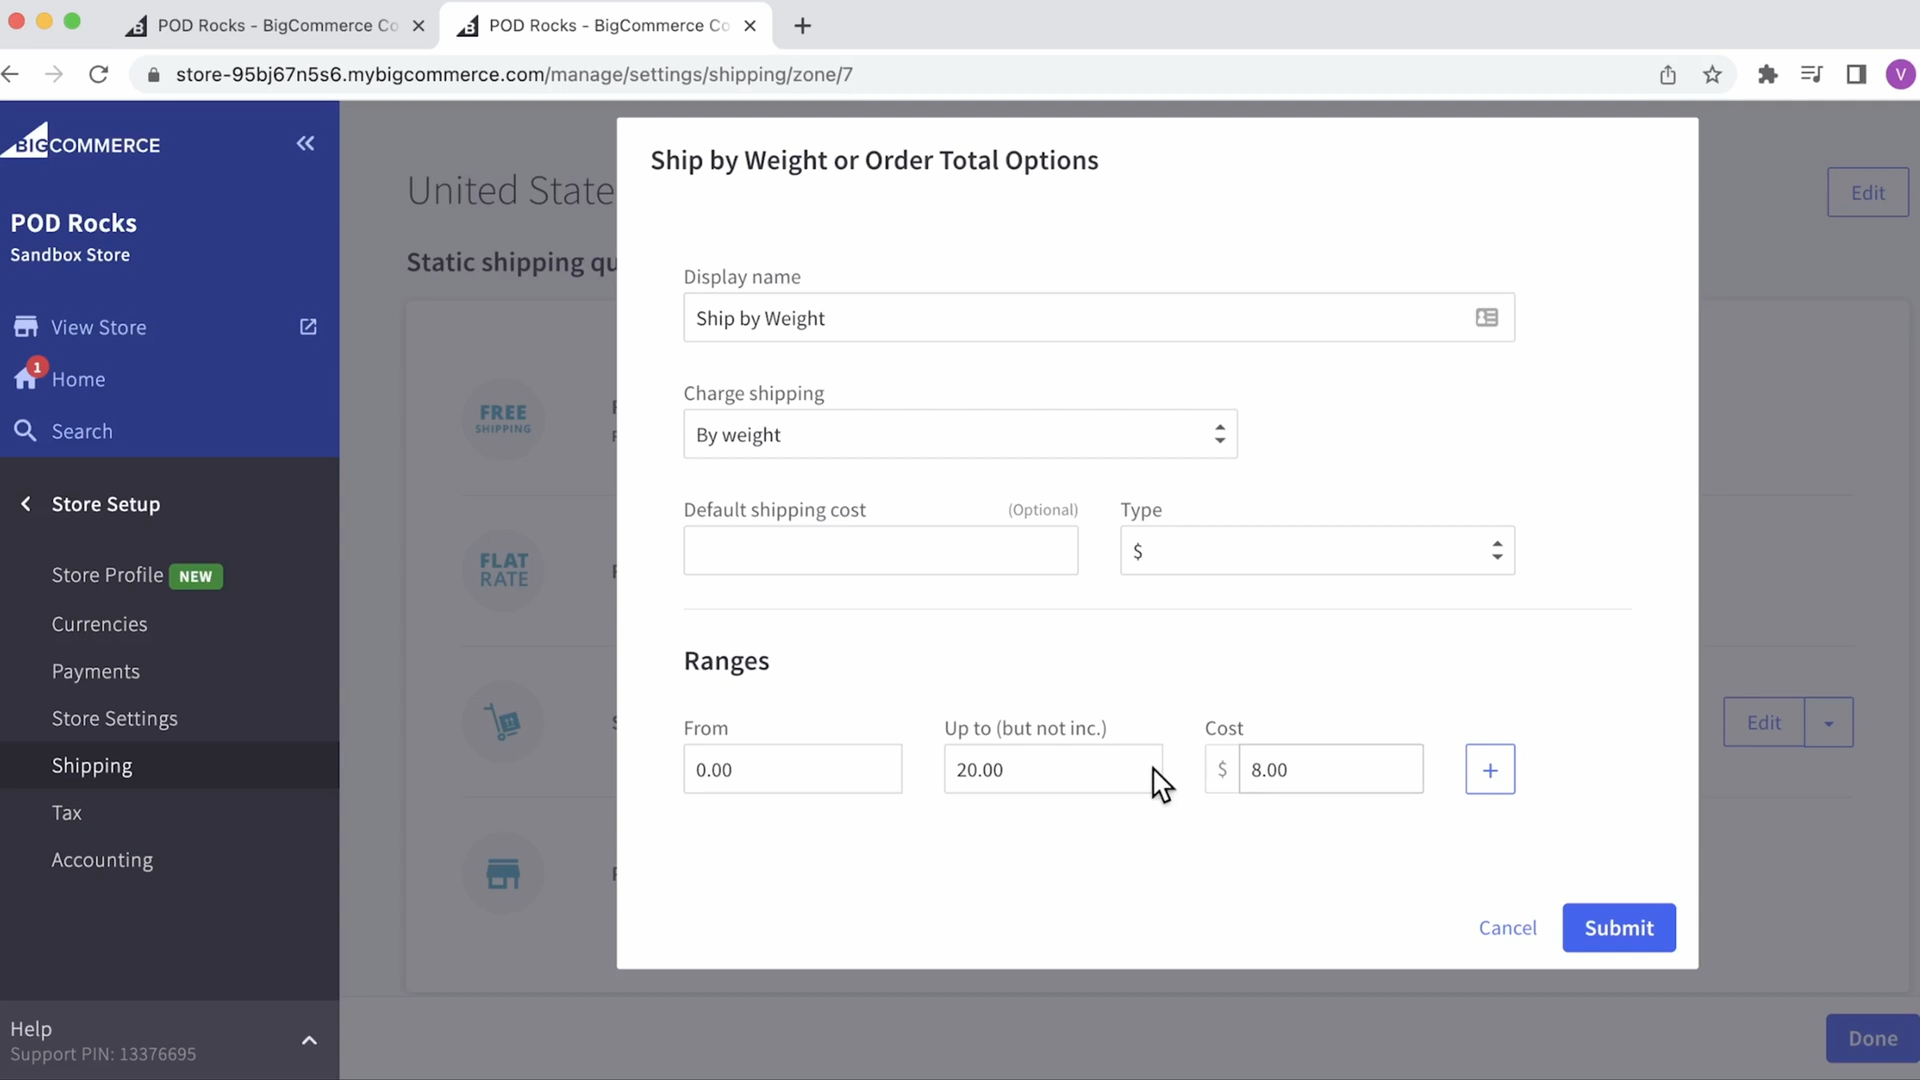 POD Rocks - BigCommerce Co
POD Rocks - BigCommerce Co
store-95bj67n5s6.mybigcommerce.com/manage/settings/shipping/zone/7
V
BIGCOMMERCE
POD Rocks
Sandbox Store
View Store
1
Home
Search
Store Setup
Store Profile NEW
Currencies
Payments
Store Settings
Shipping
Tax
Accounting
Help
Support PIN: 13376695
United State
Edit
Static shipping qu
FREE
SHIPPING
FLAT
RATE
Edit
Done
Ship by Weight or Order Total Options
Display name
Ship by Weight
Charge shipping
By weight
Default shipping cost (Optional) Type
$
Ranges
From Up to (but not inc.) Cost
0.00 20.00 $ 8.00 +
Cancel Submit